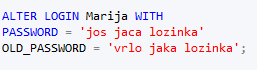 ALTER LOGIN Marija WITH
PASSWORD = 'jos jaca lozinka'
OLD_PASSWORD = 'vrlo jaka lozinka';